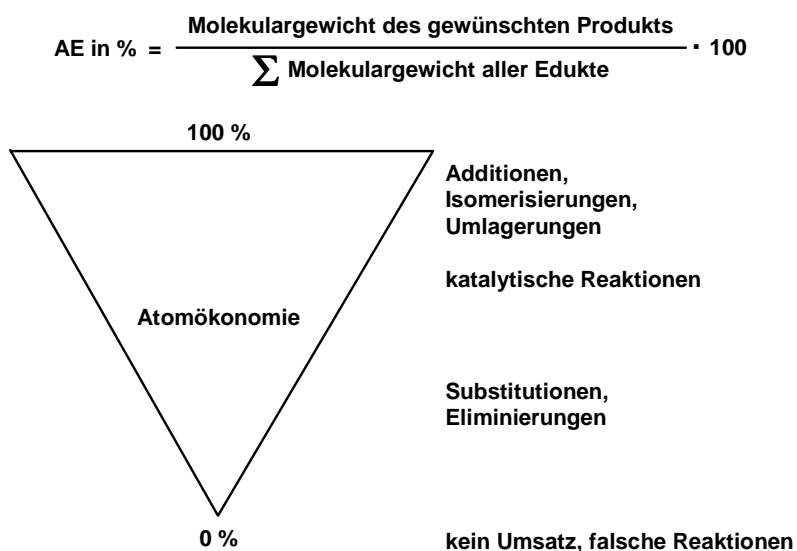 Molekulargewicht des gewünschten Produkts
AE in % = · 100
∑ Molekulargewicht aller Edukte
100 %
Additionen,
Isomerisierungen,
Umlagerungen
katalytische Reaktionen
Atomökonomie
Substitutionen,
Eliminierungen
0 %
kein Umsatz, falsche Reaktionen